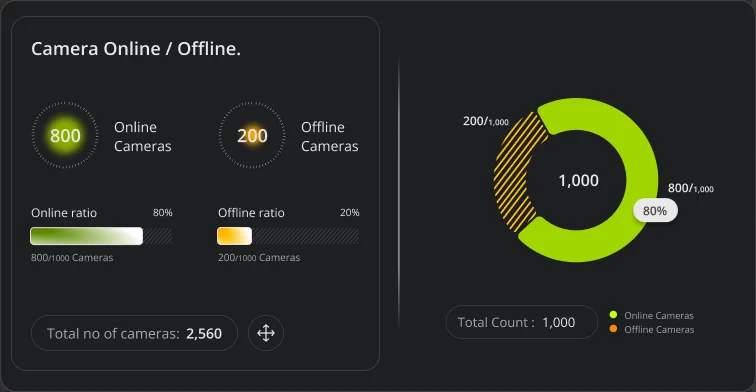 Camera Online / Offline.
800
Online
Cameras
200
Offline
Cameras
Online ratio
80%
Offline ratio
20%
800/1000 Cameras
200/1000 Cameras
Total no of cameras: 2,560
200/1,000
1,000
800/1,000
80%
Total Count : 1,000
Online Cameras
Offline Cameras